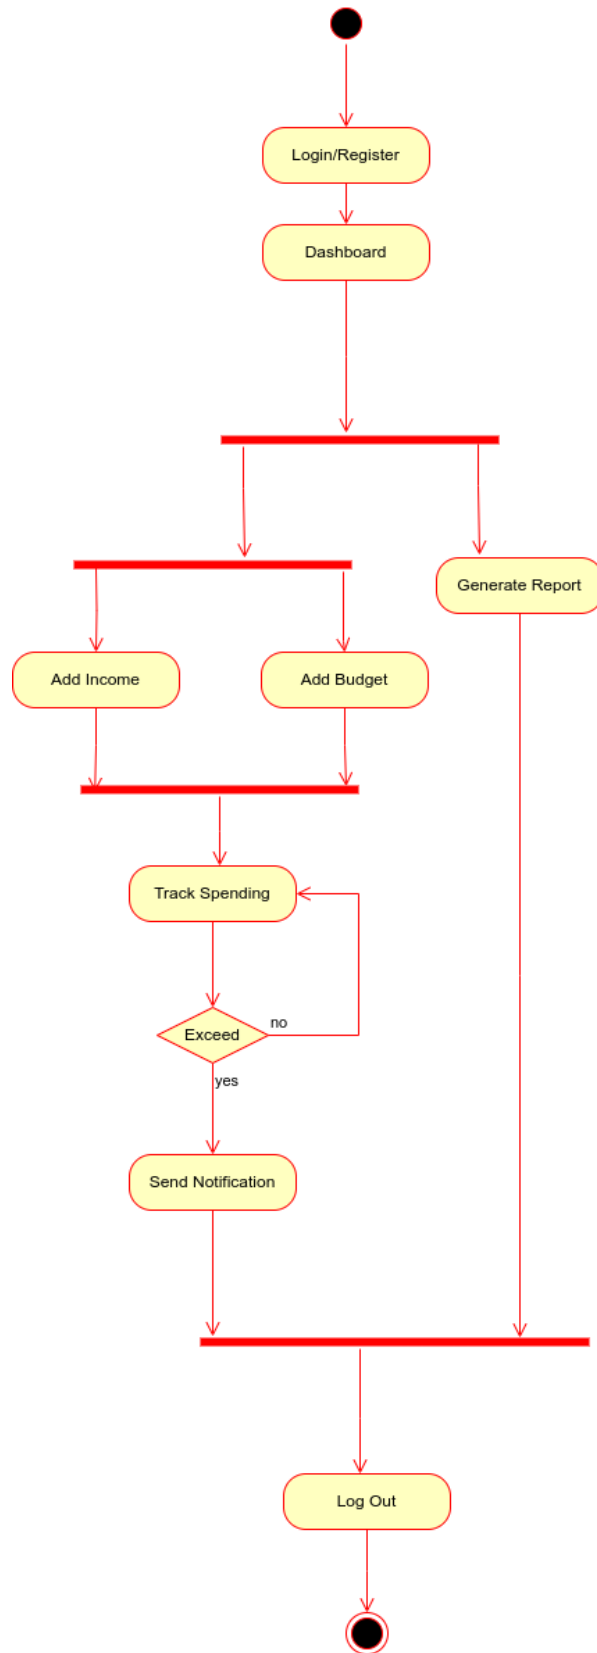 Login/Register
Dashboard
Generate Report
Add Income
Add Budget
Track Spending
Exceed
no
yes
Send Notification
Log Out